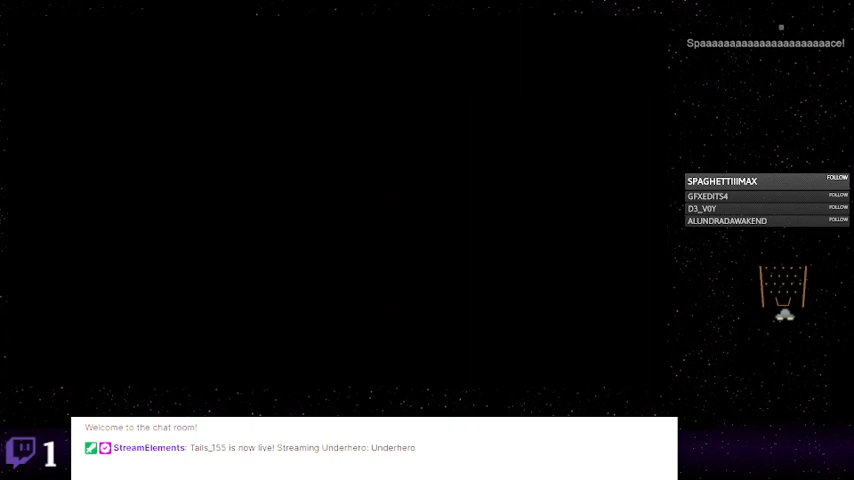 Spaaaaaaaaaaaaaaaaaaaaaace!
SPAGHETTIIIMAX FOLLOW
GFXEDITS4 FOLLOW
D3_V0Y FOLLOW
ALUNDRADAWAKEND FOLLOW
Welcome to the chat room!
StreamElements: Tails_155 is now live! Streaming Underhero: Underhero
1